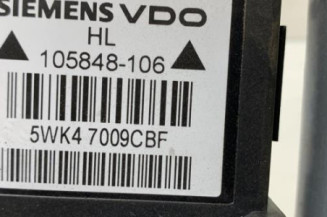 SIEMENS VDO
HL
105848-106
5WK4 7009CBF